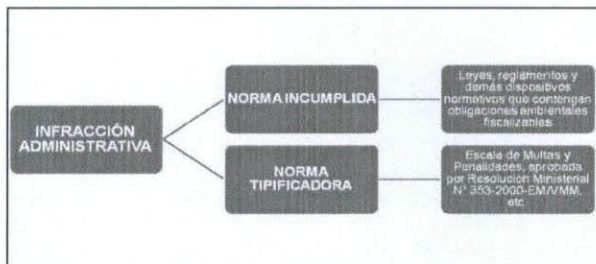 INFRACCIÓN
ADMINISTRATIVA
NORMA INCUMPLIDA
Leyes, reglamentos y
demás dispositivos
normativos que contengan
obligaciones ambientales
fiscalizables
NORMA
TIPIFICADORA
Escala de Multas y
Penalidades, aprobada
por Resolución Ministerial
N° 353-2000-EM/VMM,
etc